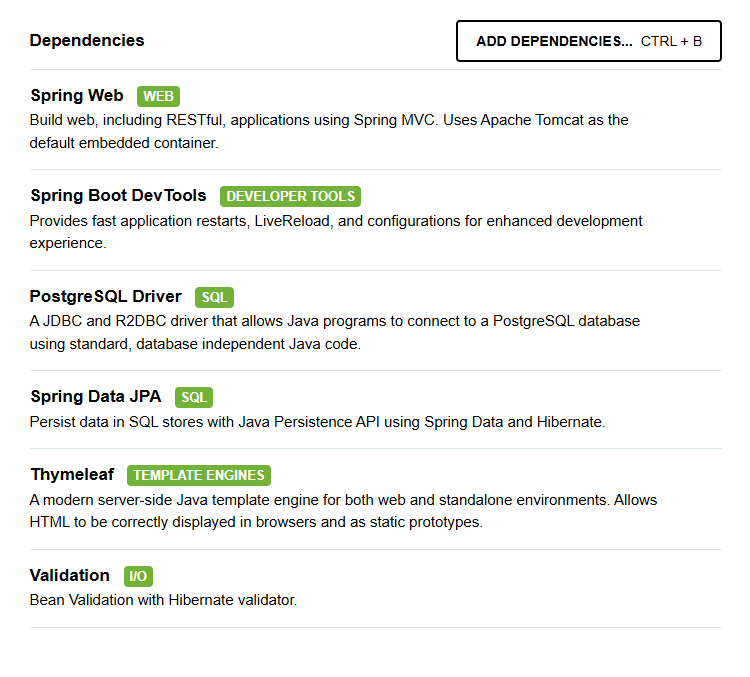 Dependencies
ADD DEPENDENCIES... CTRL + B
Spring Web WEB
Build web, including RESTful, applications using Spring MVC. Uses Apache Tomcat as the
default embedded container.
Spring Boot DevTools DEVELOPER TOOLS
Provides fast application restarts, LiveReload, and configurations for enhanced development
experience.
PostgreSQL Driver SQL
A JDBC and R2DBC driver that allows Java programs to connect to a PostgreSQL database
using standard, database independent Java code.
Spring Data JPA SQL
Persist data in SQL stores with Java Persistence API using Spring Data and Hibernate.
Thymeleaf TEMPLATE ENGINES
A modern server-side Java template engine for both web and standalone environments. Allows
HTML to be correctly displayed in browsers and as static prototypes.
Validation I/O
Bean Validation with Hibernate validator.